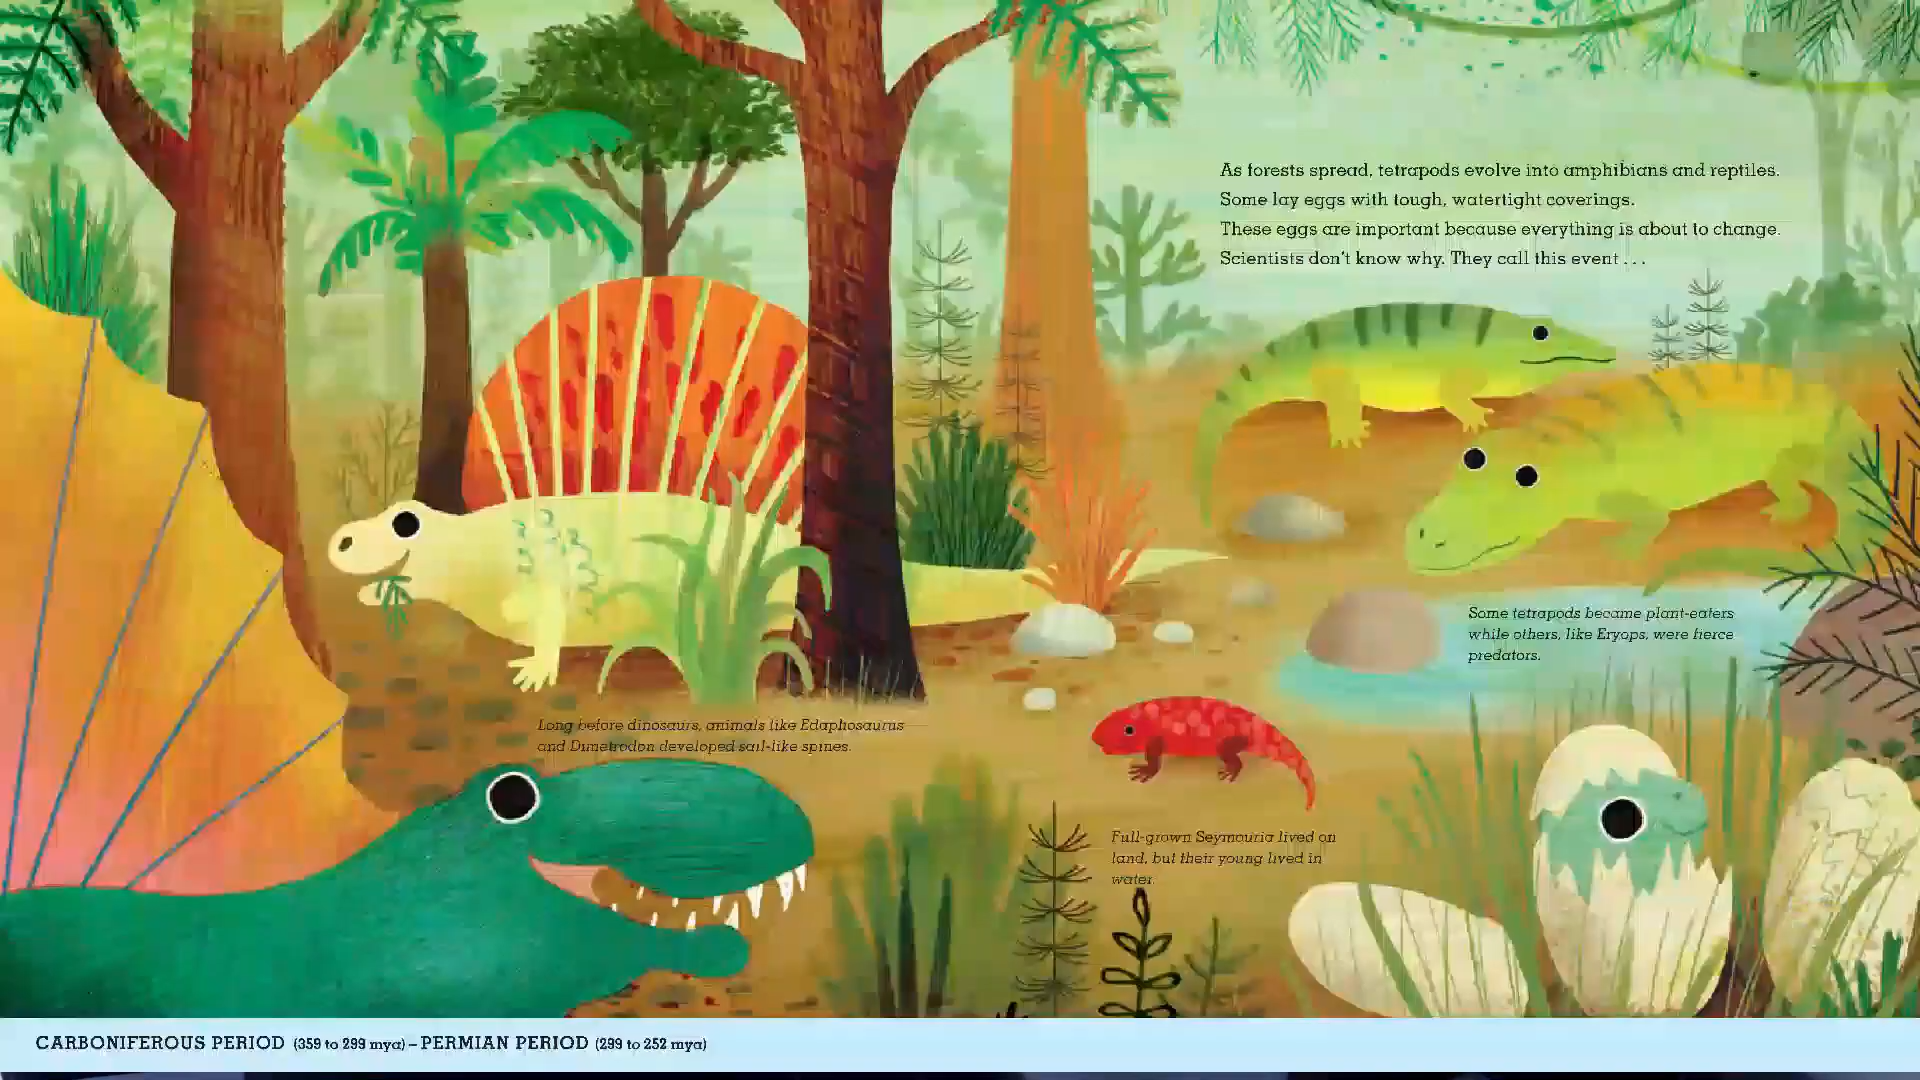 As forests spread, tetrapods evolve into amphibians and reptiles.
Some lay eggs with tough, watertight coverings.
These eggs are important because everything is about to change.
Scientists don't know why. They call this event . . .
Some tetrapods became plant-eaters
while others, like Eryops, were fierce
predators.
Long before dinosaurs, animals like Edaphosaurus
and Dimetrodon developed sail-like spines.
Full-grown Seymouria lived on
land, but their young lived in
water.
CARBONIFEROUS PERIOD (359 to 299 mya) – PERMIAN PERIOD (299 to 252 mya)